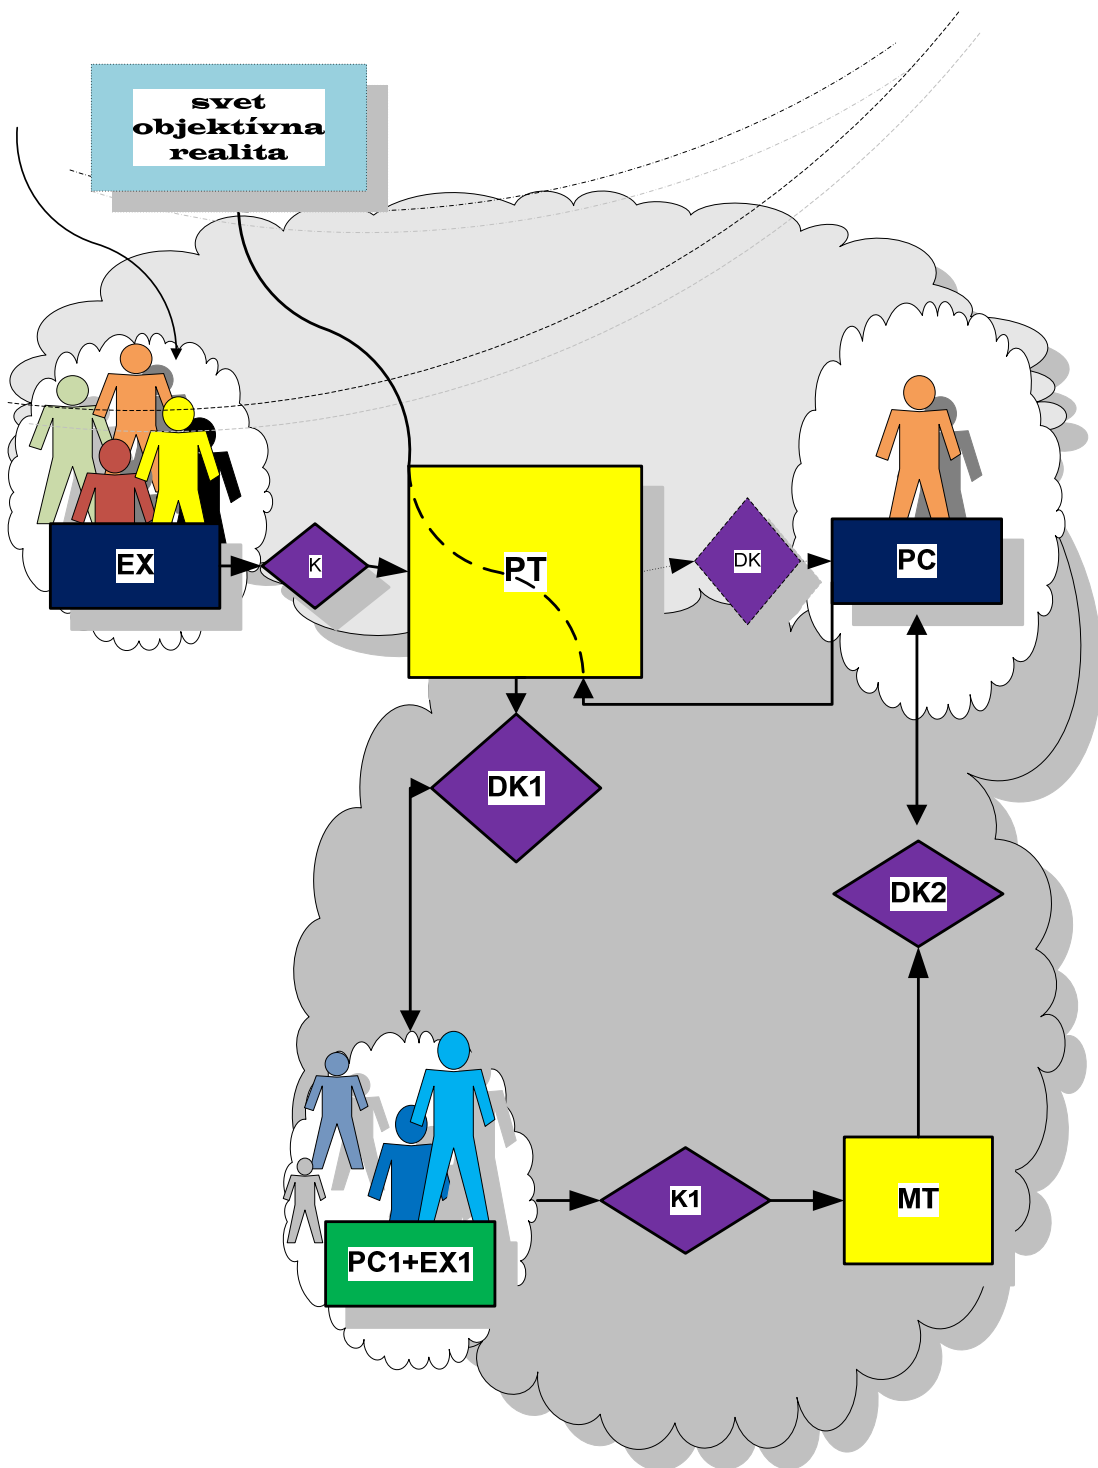 svet
objektívna
realita
EX
K
PT
DK
PC
DK1
DK2
K1
MT
PC1+EX1